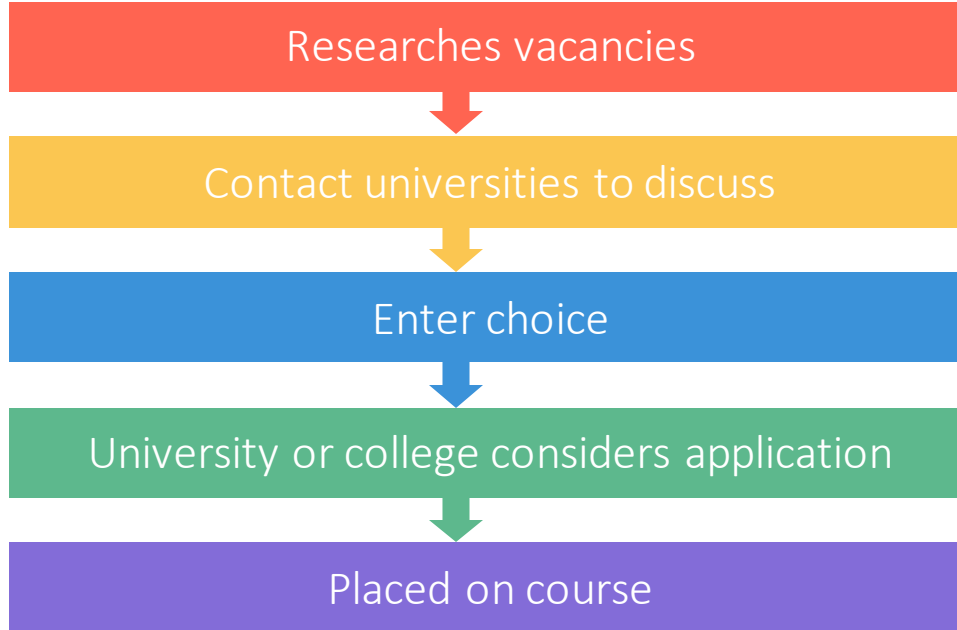 Researches vacancies
Contact universities to discuss
Enter choice
University or college considers application
Placed on course